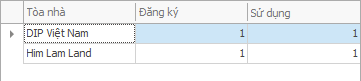 Tòa nhà Đăng ký Sử dụng
DIP Việt Nam 1 1
Him Lam Land 1 1